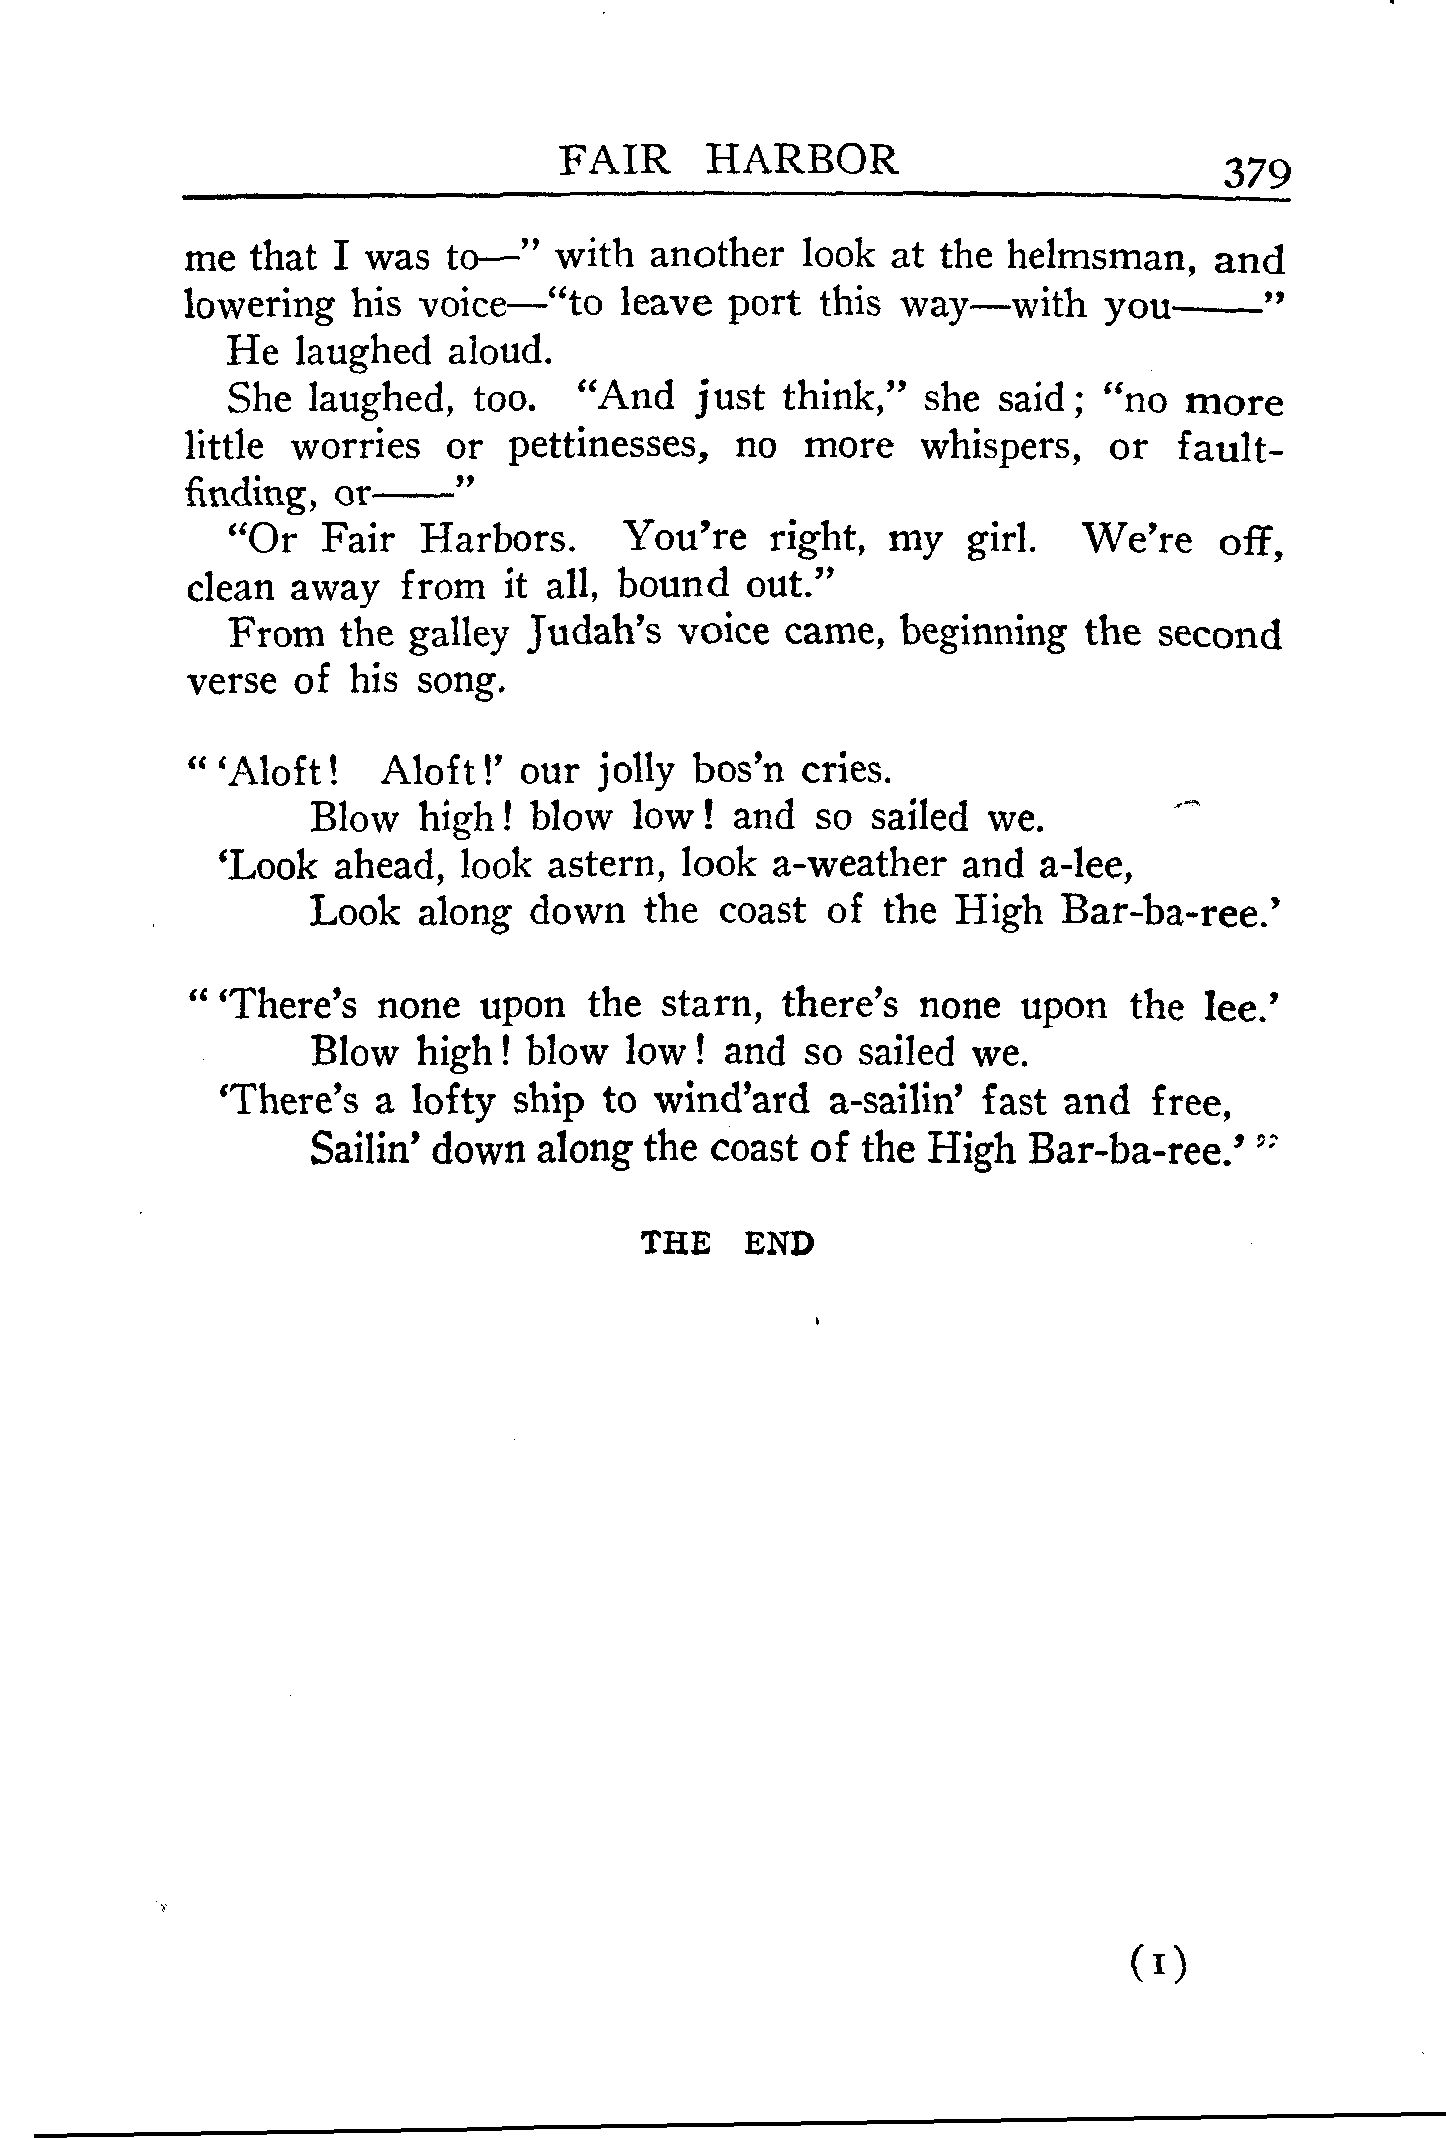 FAIR HARBOR 379
me that I was to—” with another look at the helmsman, and
lowering his voice—“to leave port this way—with you——”
He laughed aloud.
She laughed, too. “And just think,” she said; “no more
little worries or pettinesses, no more whispers, or fault-
finding, or——”
“Or Fair Harbors. You’re right, my girl. We’re off,
clean away from it all, bound out.”
From the galley Judah’s voice came, beginning the second
verse of his song.
“ ‘Aloft! Aloft!’ our jolly bos’n cries.
Blow high! blow low! and so sailed we.
‘Look ahead, look astern, look a-weather and a-lee,
Look along down the coast of the High Bar-ba-ree.’
“ ‘There’s none upon the starn, there’s none upon the lee.’
Blow high! blow low! and so sailed we.
‘There’s a lofty ship to wind’ard a-sailin’ fast and free,
Sailin’ down along the coast of the High Bar-ba-ree.’ ”
THE END
(1)